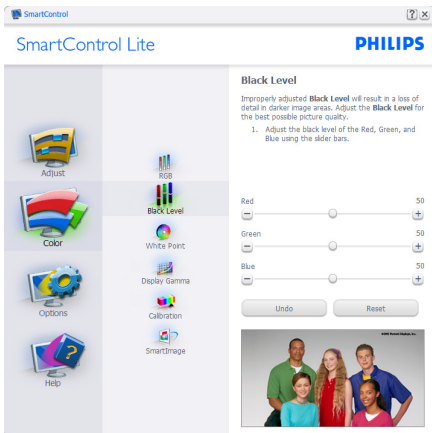 SmartControl
SmartControl Lite
PHILIPS
Adjust
Color
Options
Help
RGB
Black Level
White Point
Display Gamma
Calibration
SmartImage
Black Level
Improperly adjusted Black Level will result in a loss of
detail in darker image areas. Adjust the Black Level for
the best possible picture quality.
1. Adjust the black level of the Red, Green, and
Blue using the slider bars.
Red 50
Green 50
Blue 50
Undo Reset